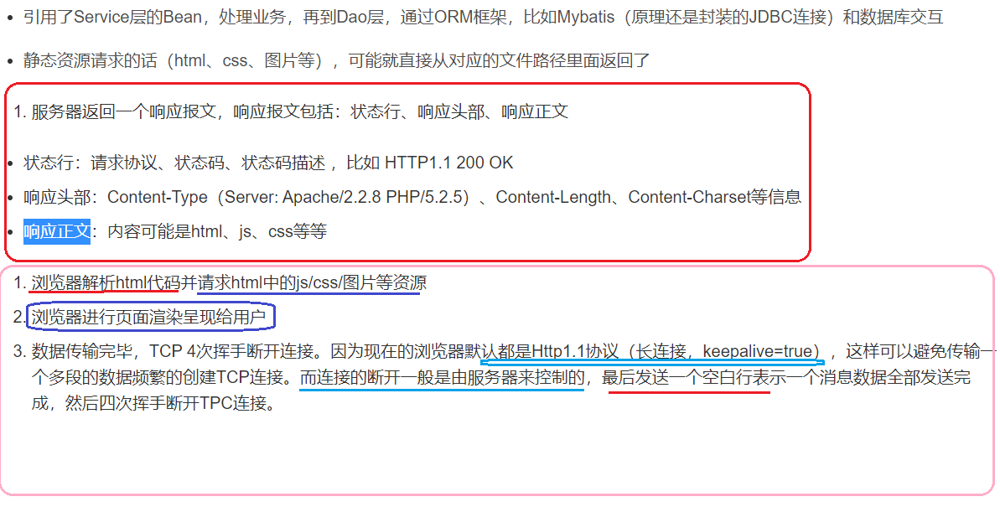 • 引用了Service层的Bean，处理业务，再到Dao层，通过ORM框架，比如Mybatis（原理还是封装的JDBC连接）和数据库交互
• 静态资源请求的话（html、css、图片等），可能就直接从对应的文件路径里面返回了
1. 服务器返回一个响应报文，响应报文包括：状态行、响应头部、响应正文
• 状态行：请求协议、状态码、状态码描述 ，比如 HTTP1.1 200 OK
• 响应头部：Content-Type（Server: Apache/2.2.8 PHP/5.2.5）、Content-Length、Content-Charset等信息
• 响应正文：内容可能是html、js、css等等
1. 浏览器解析html代码并请求html中的js/css/图片等资源
2. 浏览器进行页面渲染呈现给用户
3. 数据传输完毕，TCP 4次挥手断开连接。因为现在的浏览器默认都是Http1.1协议（长连接，keepalive=true），这样可以避免传输一
个多段的数据频繁的创建TCP连接。而连接的断开一般是由服务器来控制的，最后发送一个空白行表示一个消息数据全部发送完
成，然后四次挥手断开TPC连接。